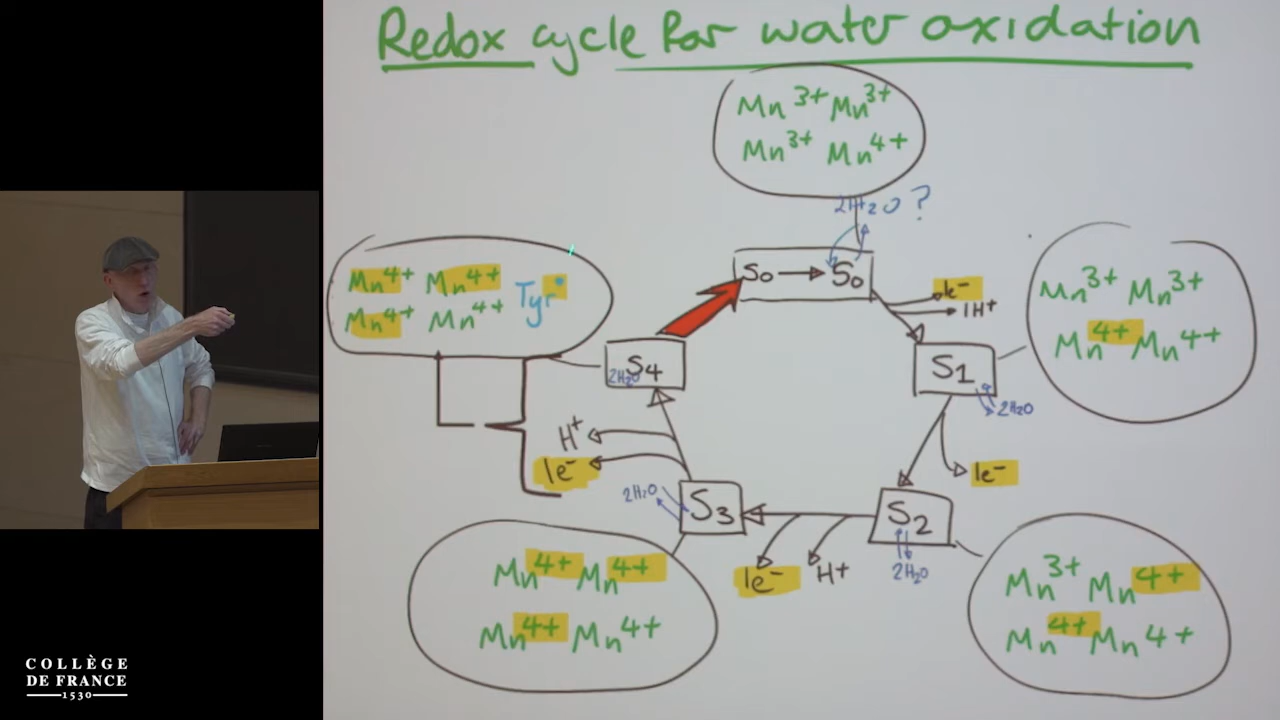 Redox cycle for water oxidation
Mn3+ Mn3+
Mn3+ Mn4+
2H2O ?
S0 → S0
1e-
1H+
Mn3+ Mn3+
Mn4+ Mn4+
S1
2H2O
1e-
Mn3+ Mn4+
Mn4+ Mn4+
S2
2H2O
H+
1e-
S3
2H2O
Mn4+ Mn4+
Mn4+ Mn4+
H+
1e-
S4
2H2O
Mn4+ Mn4+
Mn4+ Mn4+
Tyr•
COLLÈGE
DE FRANCE
1530